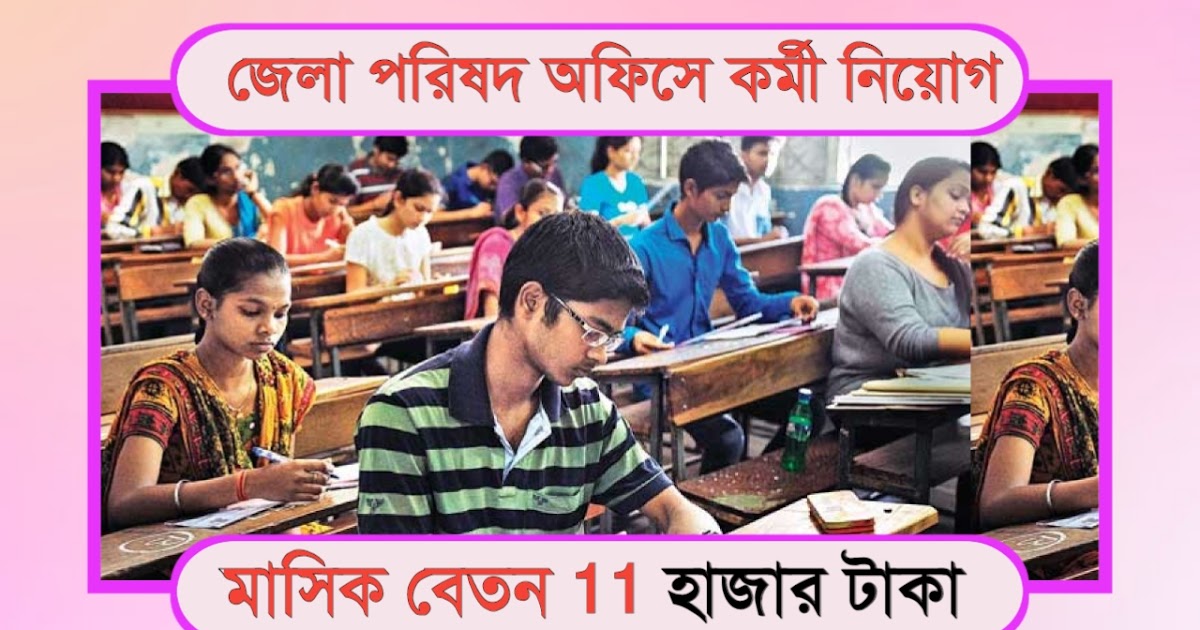 জেলা পরিষদ অফিসে কর্মী নিয়োগ
মাসিক বেতন 11 হাজার টাকা